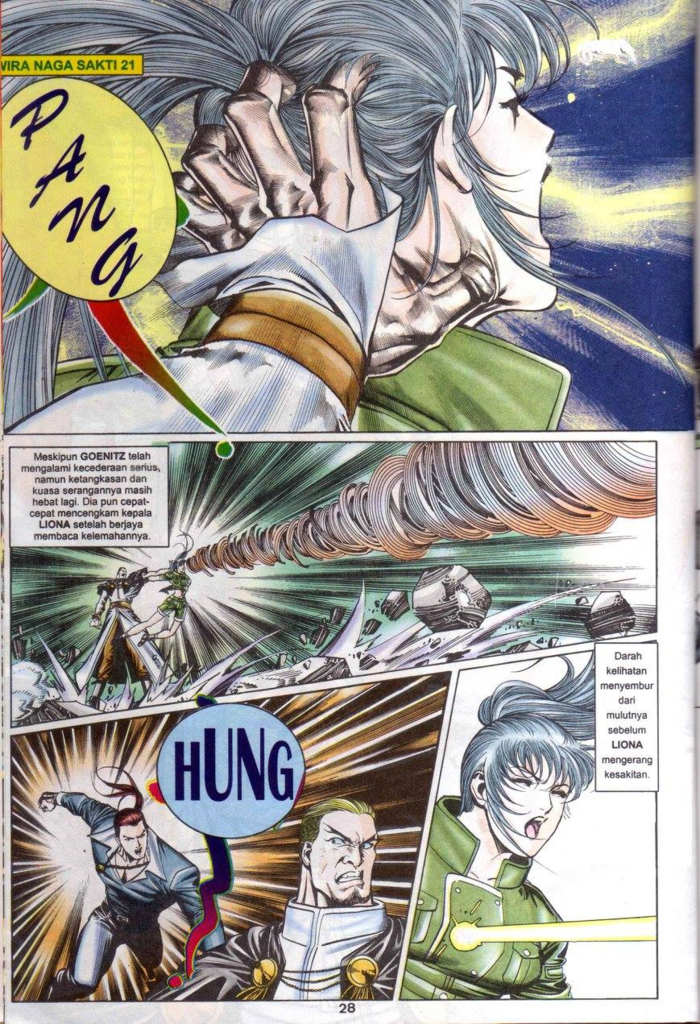 WIRA NAGA SAKTI 21
PANG
Meskipun GOENITZ telah
mengalami kecederaan serius,
namun ketangkasan dan
kuasa serangannya masih
hebat lagi. Dia pun cepat-
cepat mencengkam kepala
LIONA setelah berjaya
membaca kelemahannya.
Darah
kelihatan
menyembur
dari
mulutnya
sebelum
LIONA
mengerang
kesakitan.
HUNG
28